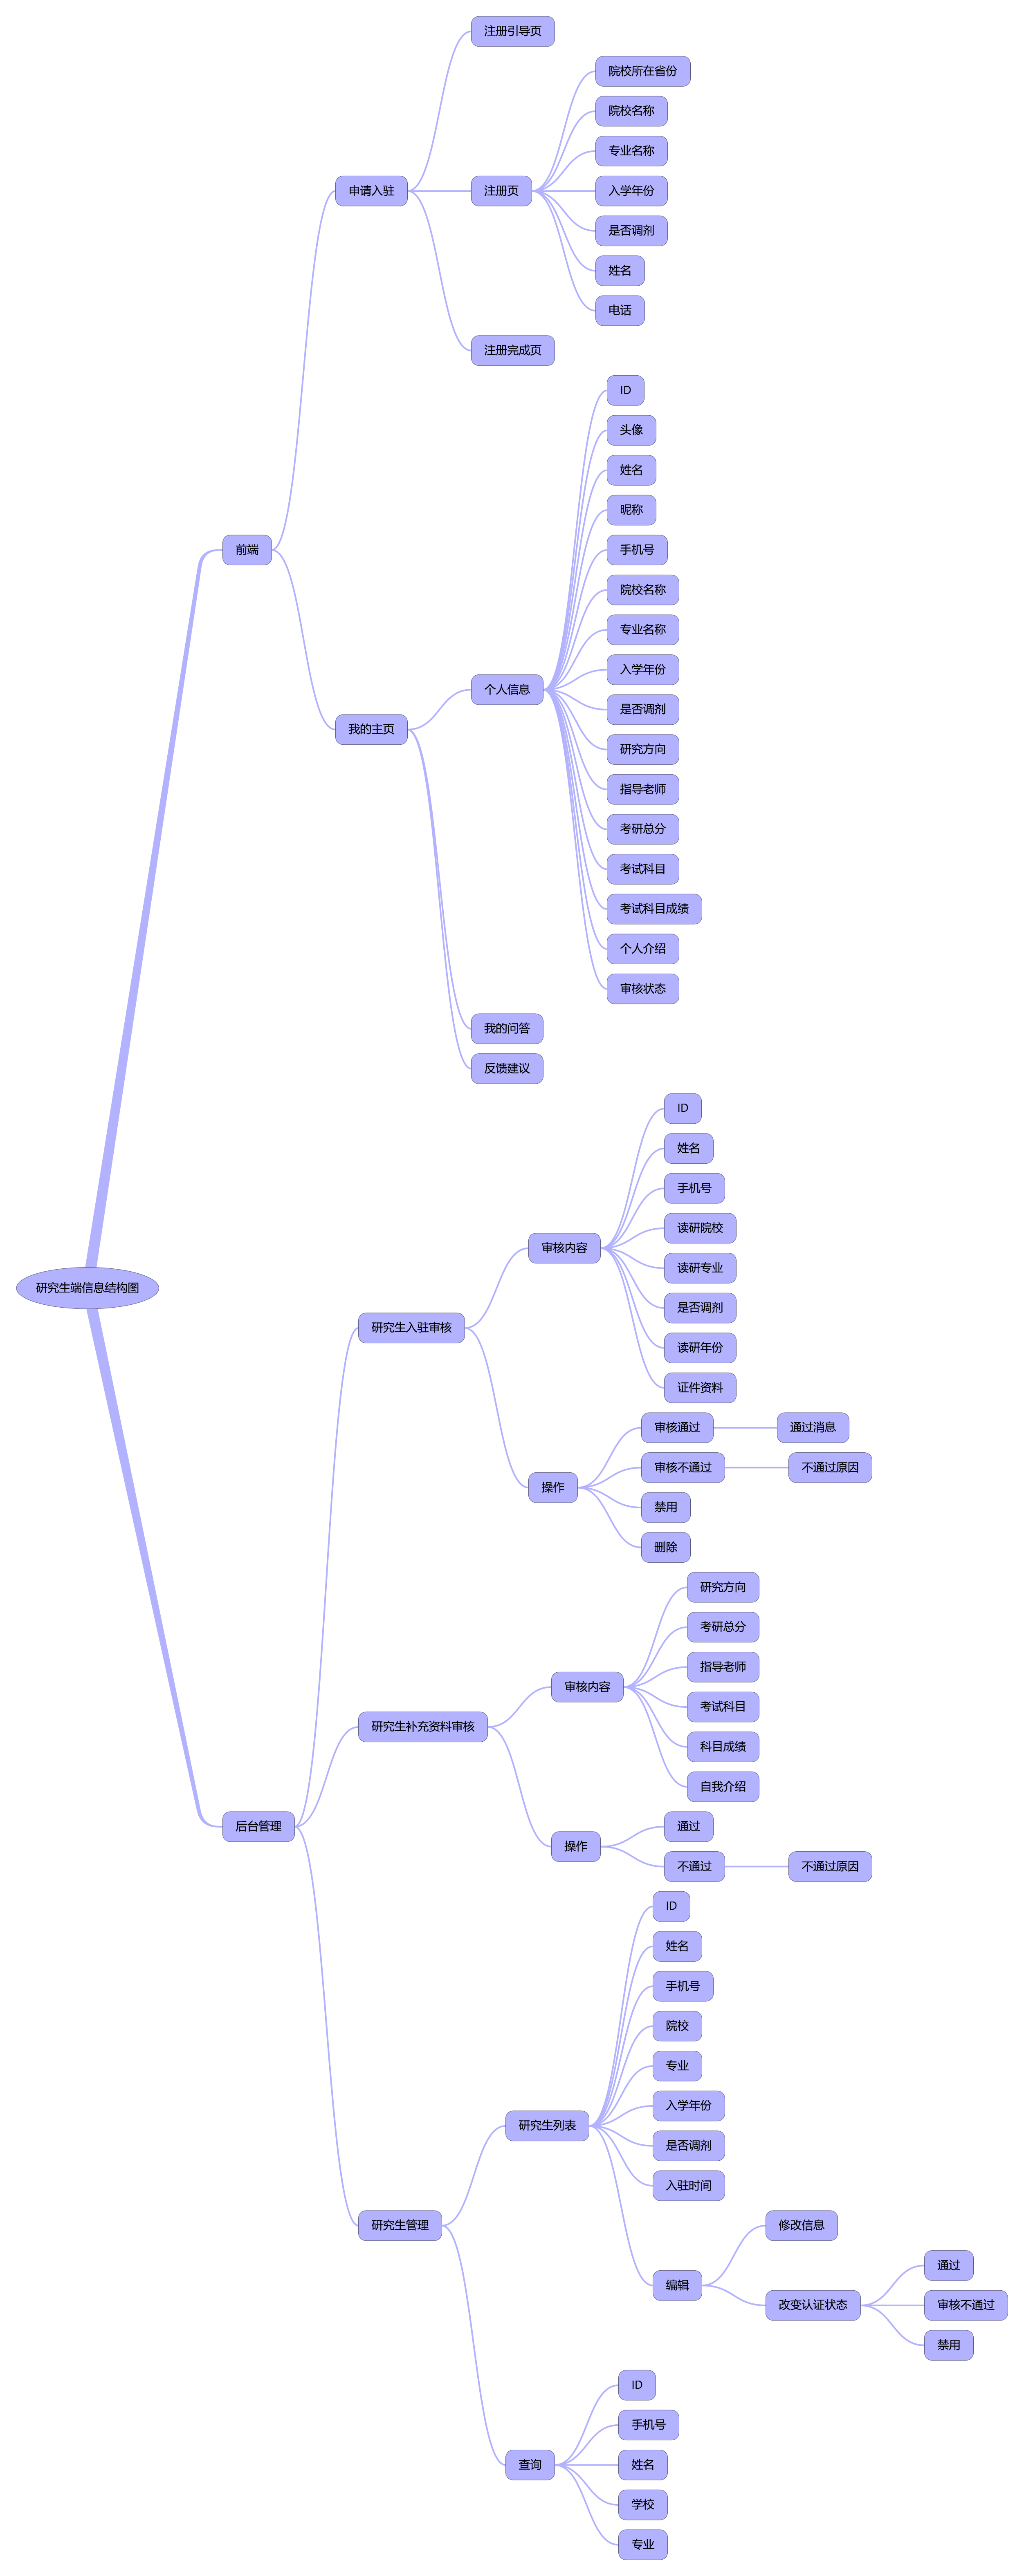 注册引导页
院校所在省份
院校名称
专业名称
申请入驻
注册页
入学年份
是否调剂
姓名
电话
注册完成页
ID
头像
姓名
昵称
前端
手机号
院校名称
专业名称
入学年份
个人信息
是否调剂
我的主页
研究方向
指导老师
考研总分
考试科目
考试科目成绩
个人介绍
审核状态
我的问答
反馈建议
ID
姓名
手机号
读研院校
审核内容
读研专业
研究生端信息结构图
是否调剂
研究生入驻审核
读研年份
证件资料
审核通过
通过消息
审核不通过
不通过原因
操作
禁用
删除
研究方向
考研总分
指导老师
审核内容
考试科目
研究生补充资料审核
科目成绩
自我介绍
后台管理
通过
操作
不通过
不通过原因
ID
姓名
手机号
院校
专业
入学年份
研究生列表
是否调剂
入驻时间
研究生管理
修改信息
通过
编辑
改变认证状态
审核不通过
禁用
ID
手机号
查询
姓名
学校
专业